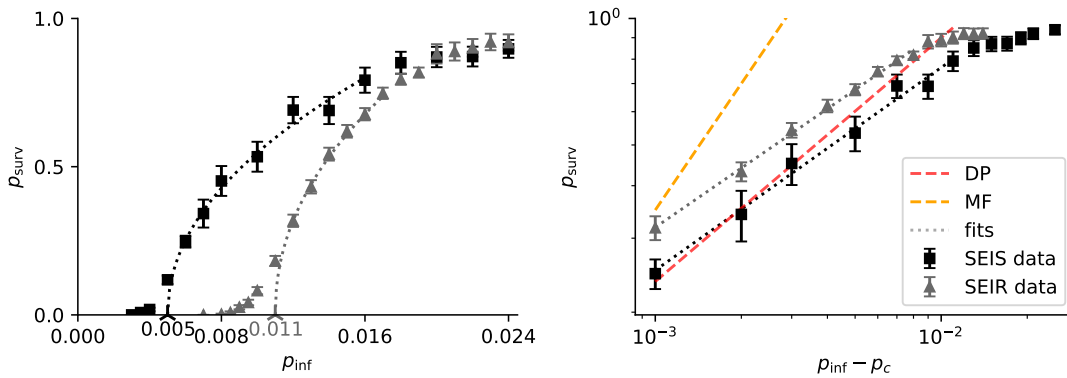 1.0
0.5
0.0
p_surv
0.000
0.005
0.008
0.011
0.016
0.024
p_inf
10^0
p_surv
10^−3
10^−2
p_inf − p_c
DP
MF
fits
SEIS data
SEIR data